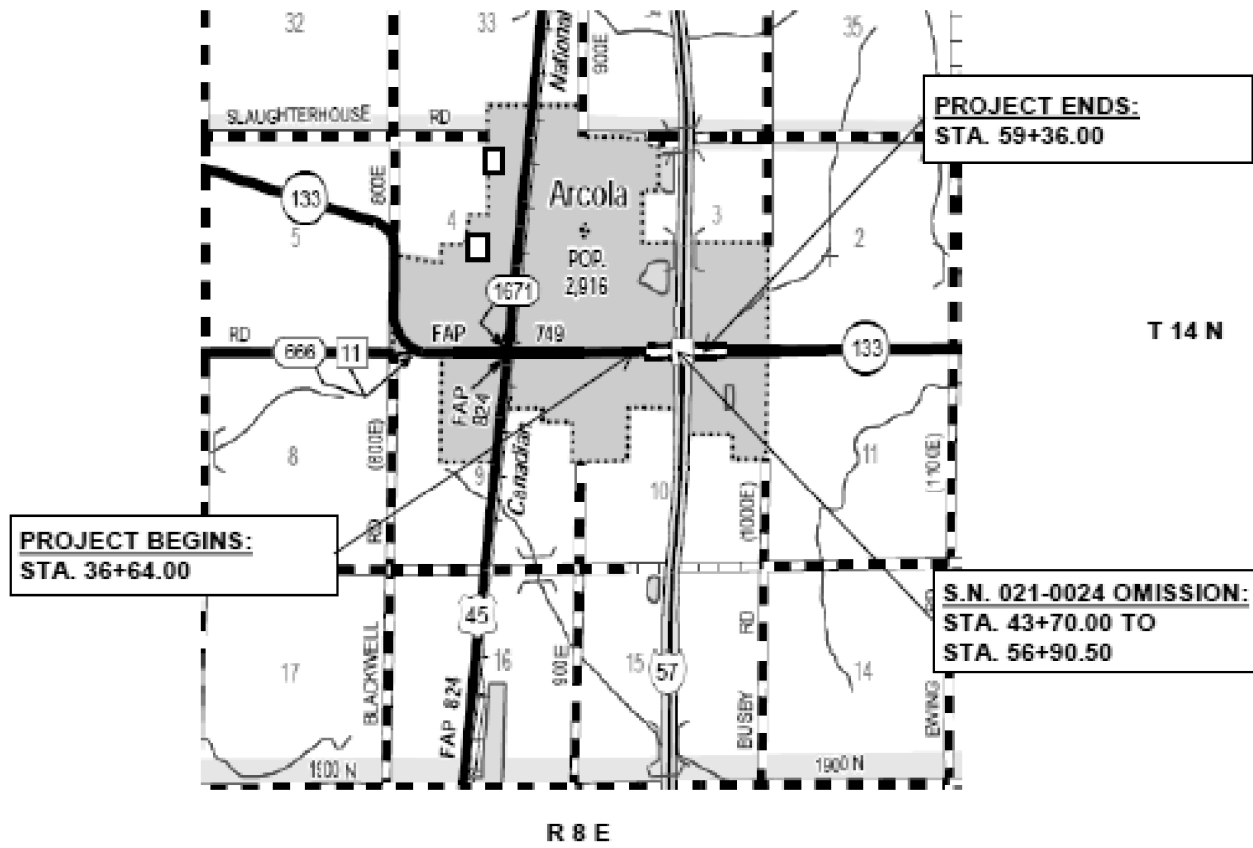 32
33
National
900E
34
35
PROJECT ENDS:
STA. 59+36.00
SLAUGHTERHOUSE RD
800E
133
5
4
Arcola
POP.
2,916
3
2
1671
T 14 N
RD
FAP 749
666
11
133
FAP
824
8
(800E)
9
Canadian
10
(1000E)
11
(1100E)
PROJECT BEGINS:
STA. 36+64.00
RD
S.N. 021-0024 OMISSION:
STA. 43+70.00 TO
STA. 56+90.50
45
17
BLACKWELL
16
900E
15
57
RD
BUSBY
14
RD
EWING
FAP 824
1900 N
1900 N
R 8 E